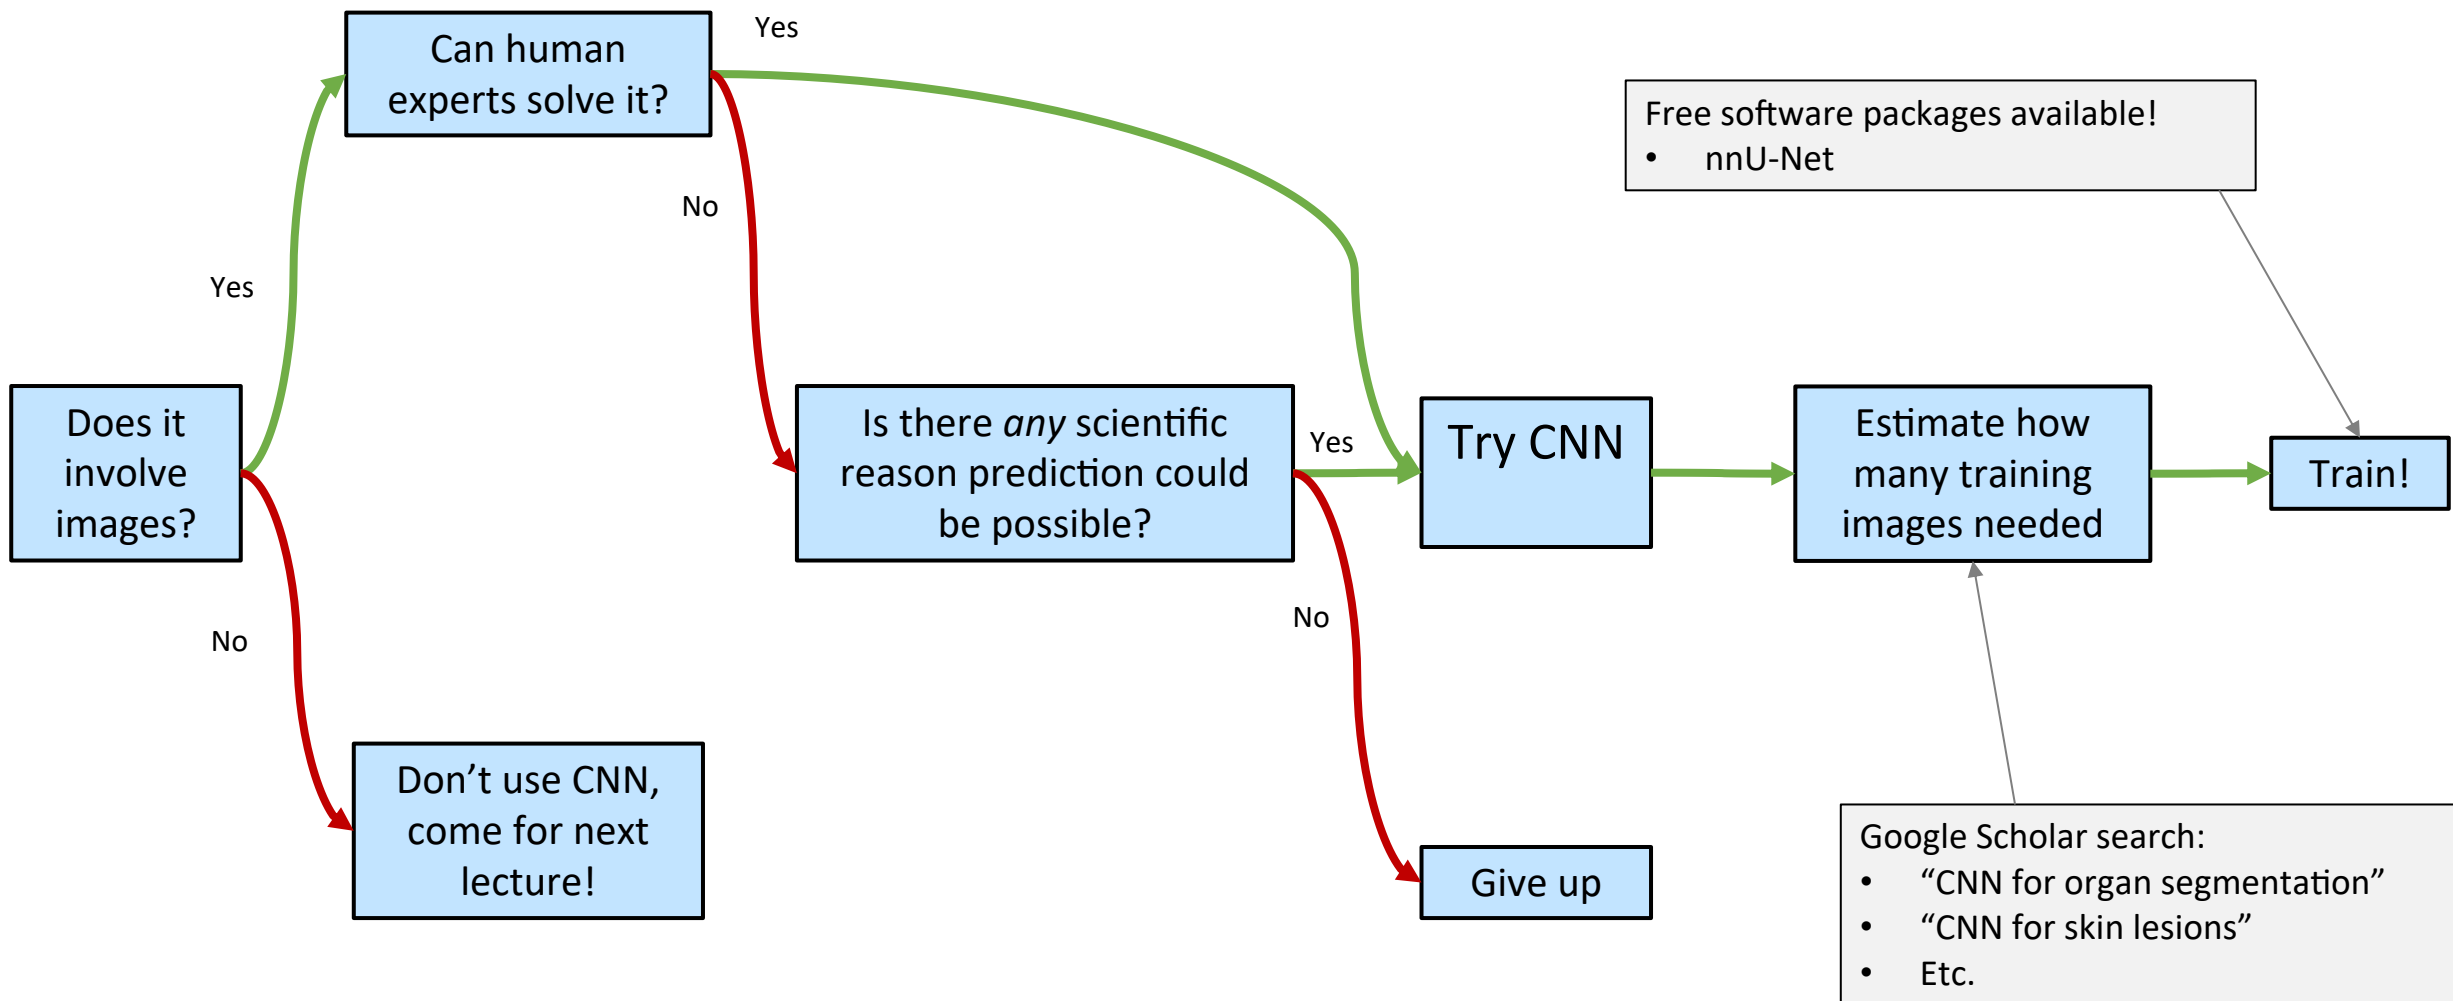 Can human
experts solve it?
Yes
Free software packages available!
• nnU-Net
No
Yes
Does it
involve
images?
Is there any scientific
reason prediction could
be possible?
Yes
Try CNN
Estimate how
many training
images needed
Train!
No
No
Don’t use CNN,
come for next
lecture!
Give up
Google Scholar search:
• “CNN for organ segmentation”
• “CNN for skin lesions”
• Etc.